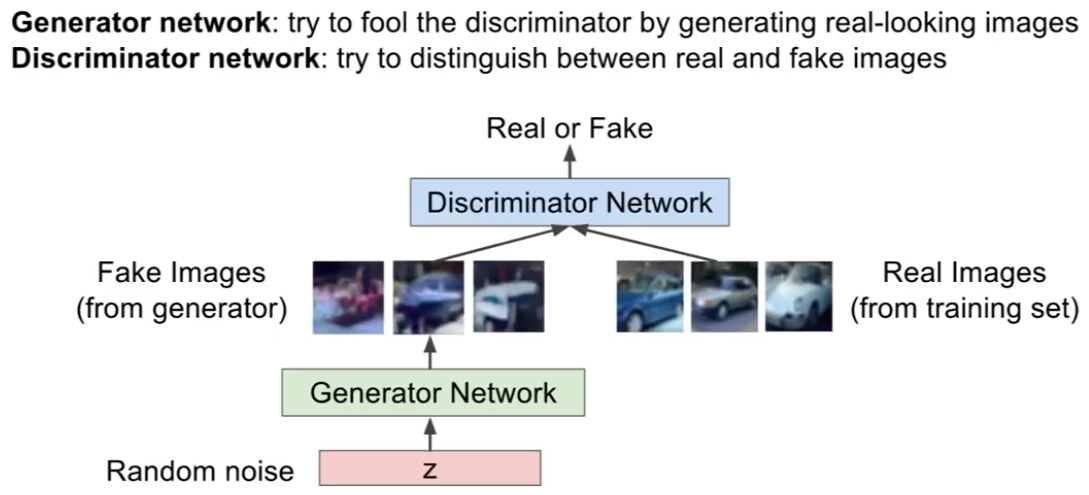 Generator network: try to fool the discriminator by generating real-looking images
Discriminator network: try to distinguish between real and fake images
Real or Fake
Discriminator Network
Fake Images
(from generator)
Real Images
(from training set)
Generator Network
Random noise
z